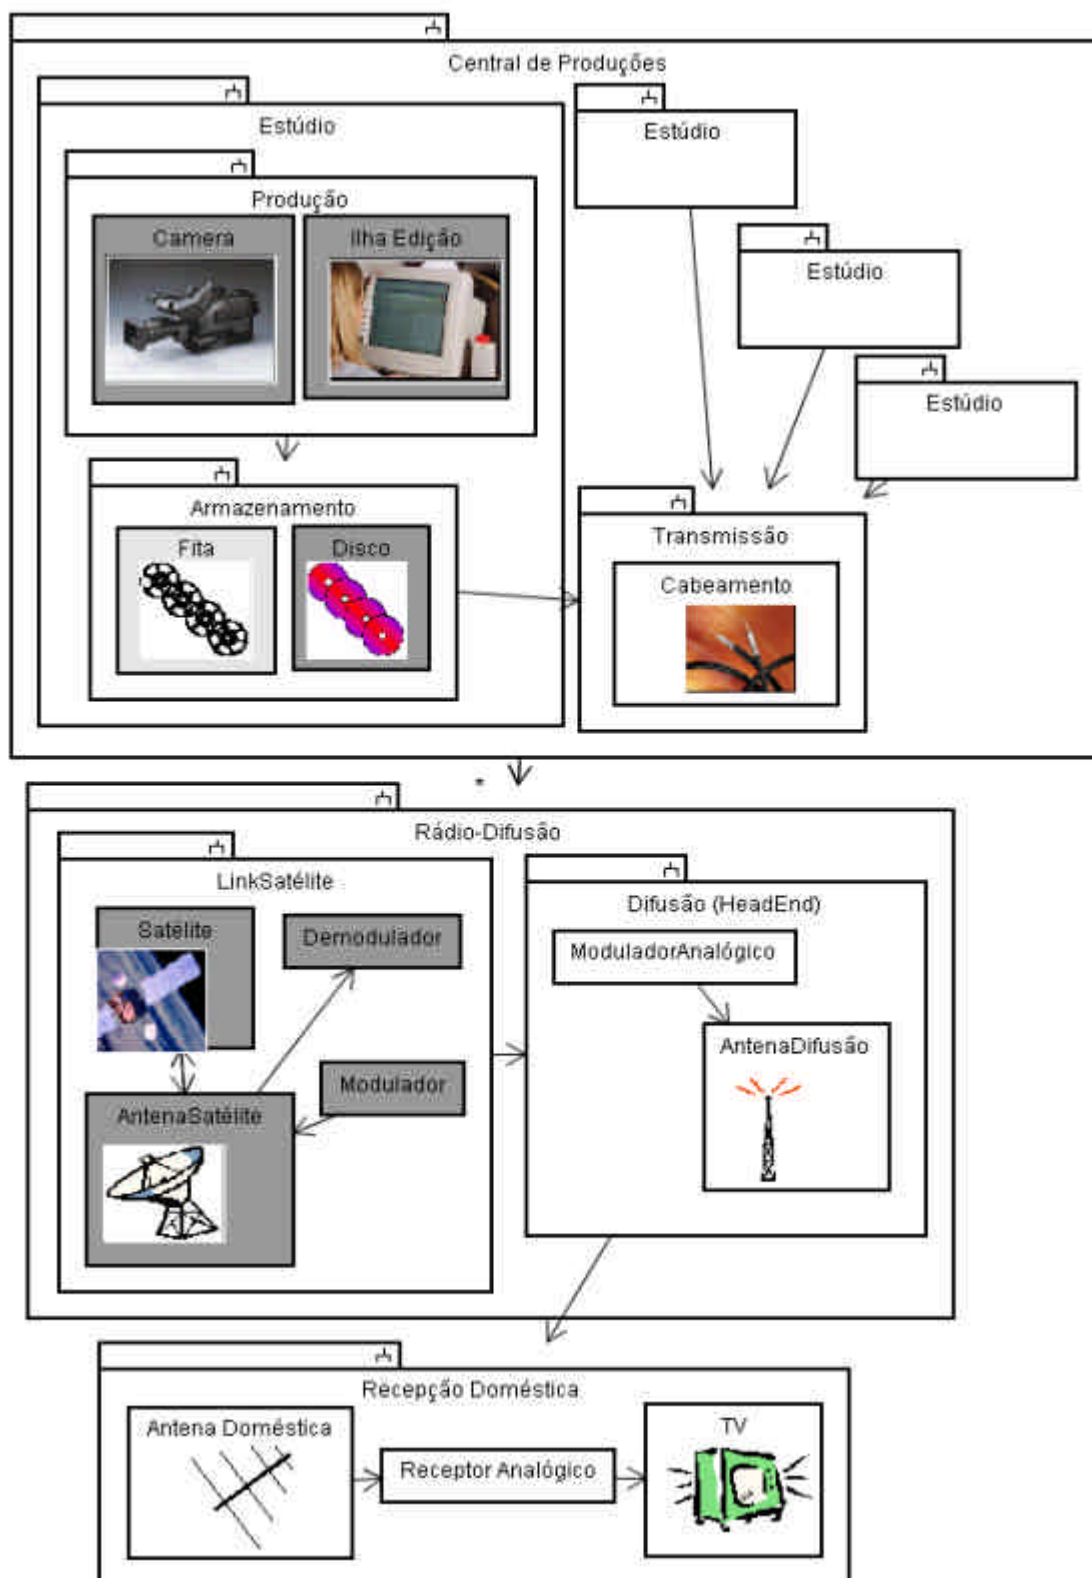 Central de Produções
Estúdio
Produção
Camera
Ilha Edição
Armazenamento
Fita
Disco
Estúdio
Estúdio
Estúdio
Transmissão
Cabeamento
*
Rádio-Difusão
LinkSatélite
Satélite
Demodulador
Modulador
AntenaSatélite
Difusão (HeadEnd)
ModuladorAnalógico
AntenaDifusão
Recepção Doméstica
Antena Doméstica
Receptor Analógico
TV